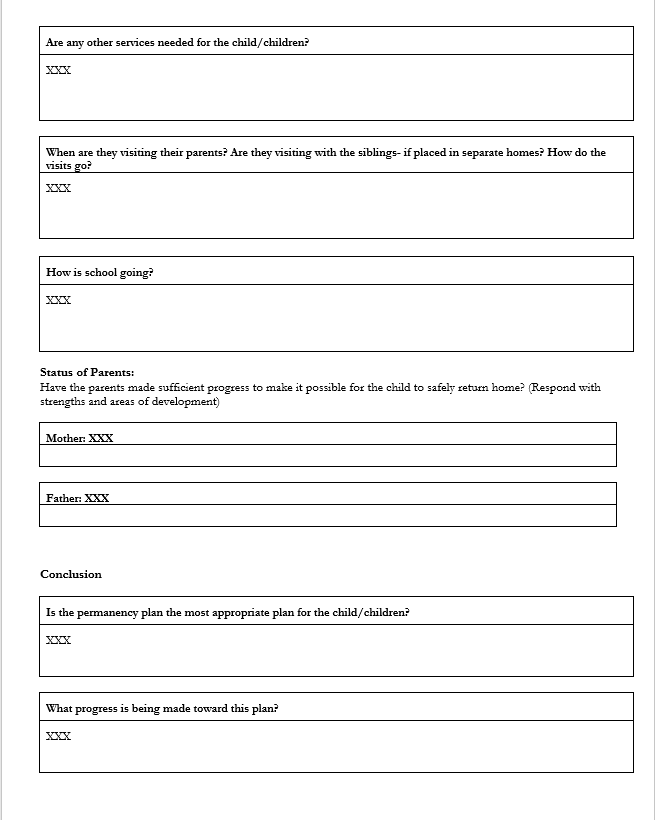 Are any other services needed for the child/children?
XXX
When are they visiting their parents? Are they visiting with the siblings- if placed in separate homes? How do the
visits go?
XXX
How is school going?
XXX
Status of Parents:
Have the parents made sufficient progress to make it possible for the child to safely return home? (Respond with
strengths and areas of development)
Mother: XXX
Father: XXX
Conclusion
Is the permanency plan the most appropriate plan for the child/children?
XXX
What progress is being made toward this plan?
XXX